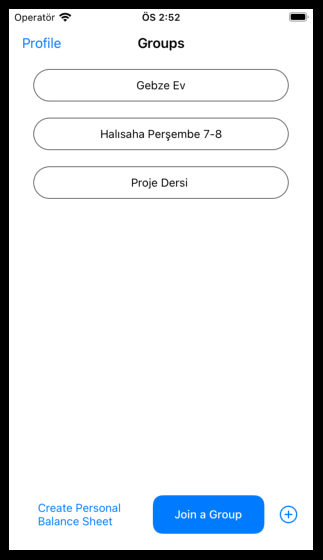 Operatör ÖS 2:52
Profile Groups
Gebze Ev
Halısaha Perşembe 7-8
Proje Dersi
Create Personal
Balance Sheet
Join a Group